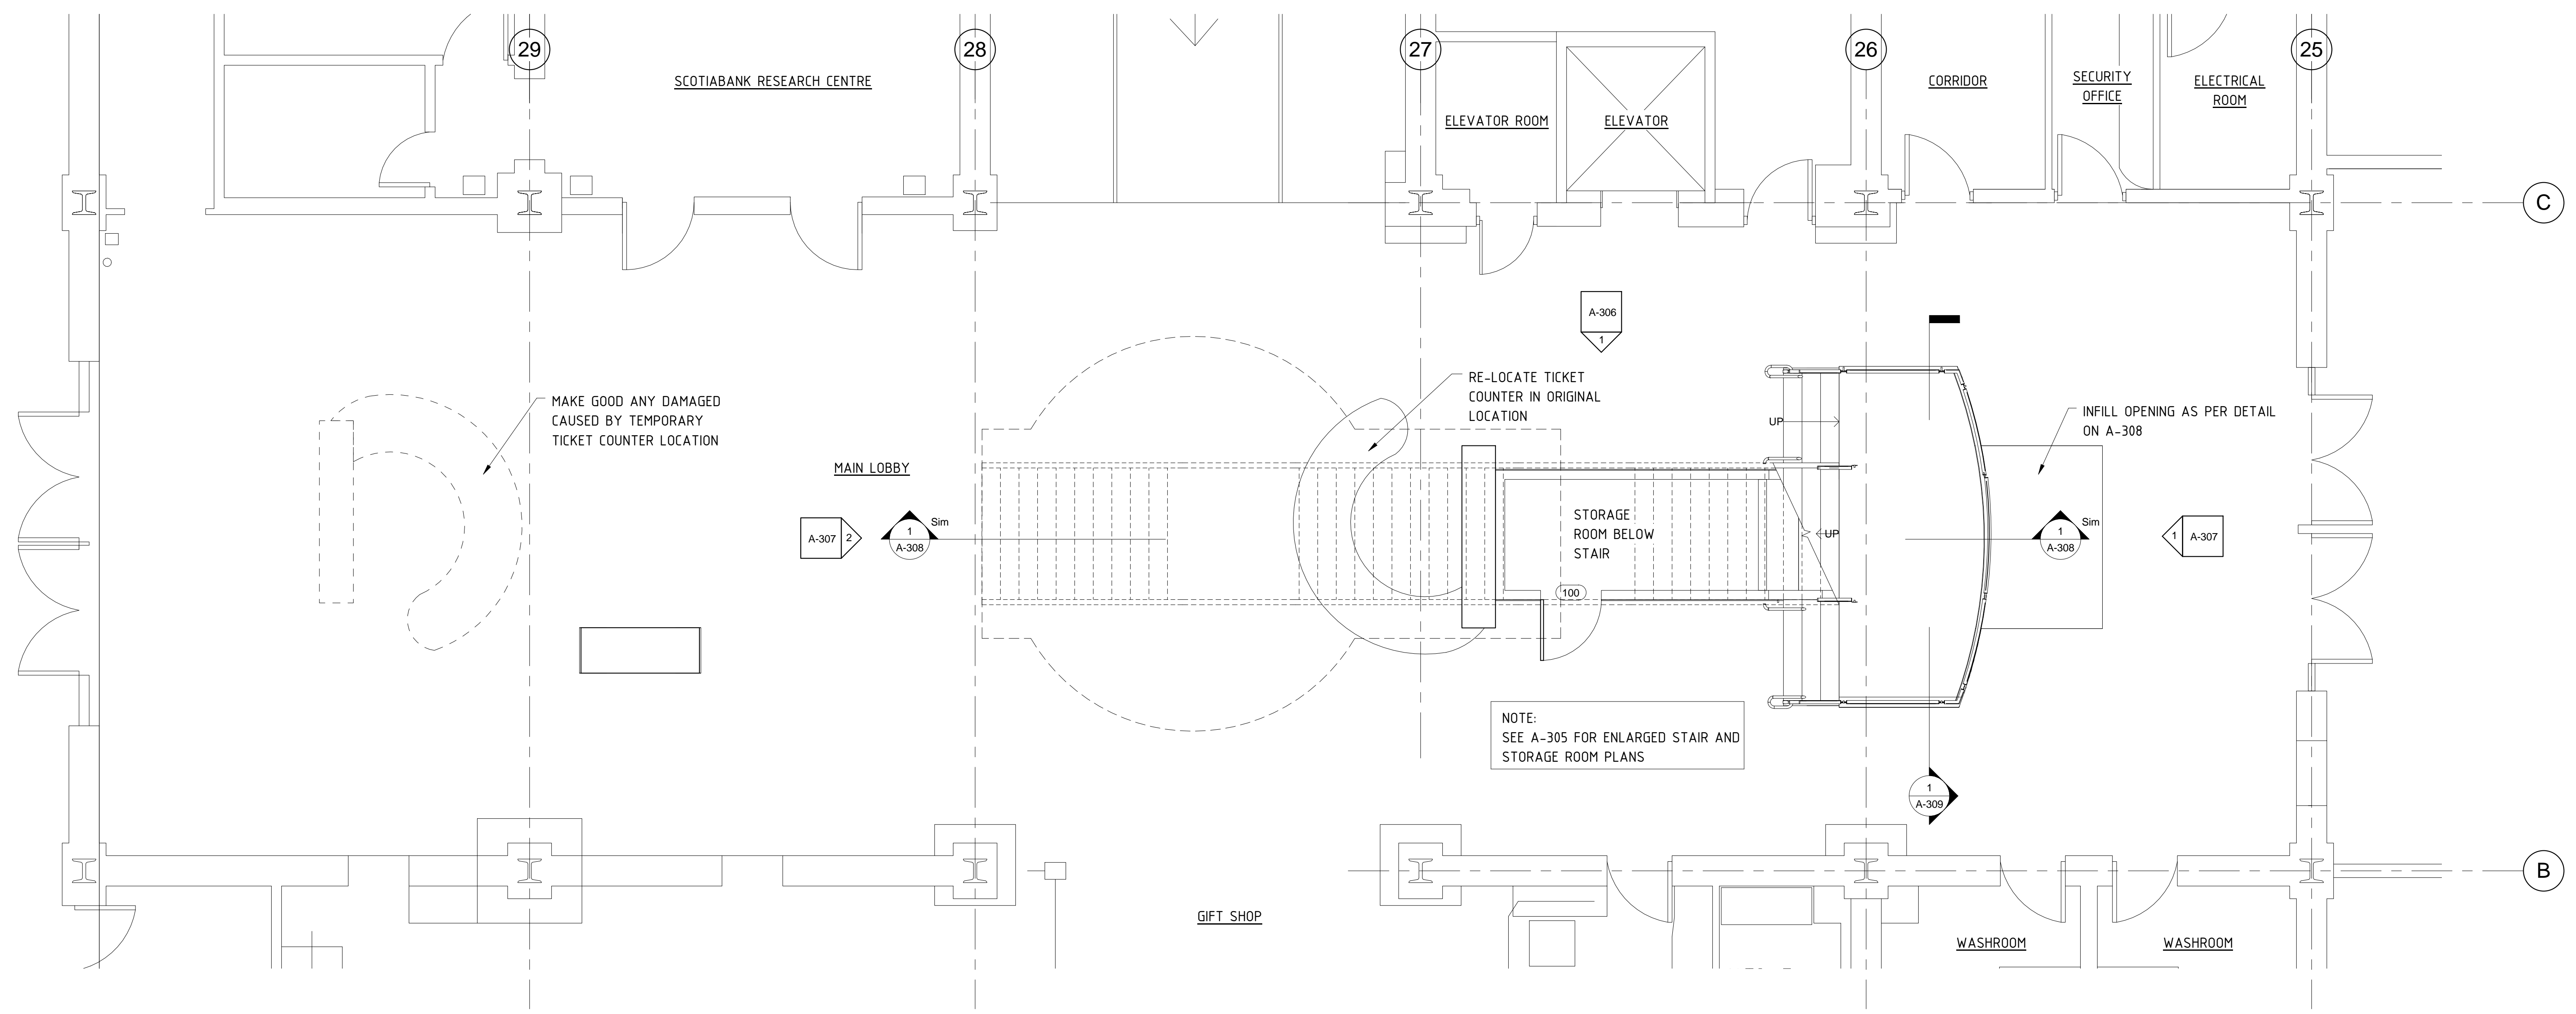 29
28
27
26
25
SCOTIABANK RESEARCH CENTRE
ELEVATOR ROOM
ELEVATOR
CORRIDOR
SECURITY
OFFICE
ELECTRICAL
ROOM
C
A-306
1
MAKE GOOD ANY DAMAGED
CAUSED BY TEMPORARY
TICKET COUNTER LOCATION
RE-LOCATE TICKET
COUNTER IN ORIGINAL
LOCATION
UP
INFILL OPENING AS PER DETAIL
ON A-308
MAIN LOBBY
A-307 2
1
A-308
Sim
STORAGE
ROOM BELOW
STAIR
UP
1
A-308
Sim
1 A-307
100
NOTE:
SEE A-305 FOR ENLARGED STAIR AND
STORAGE ROOM PLANS
1
A-309
B
GIFT SHOP
WASHROOM
WASHROOM